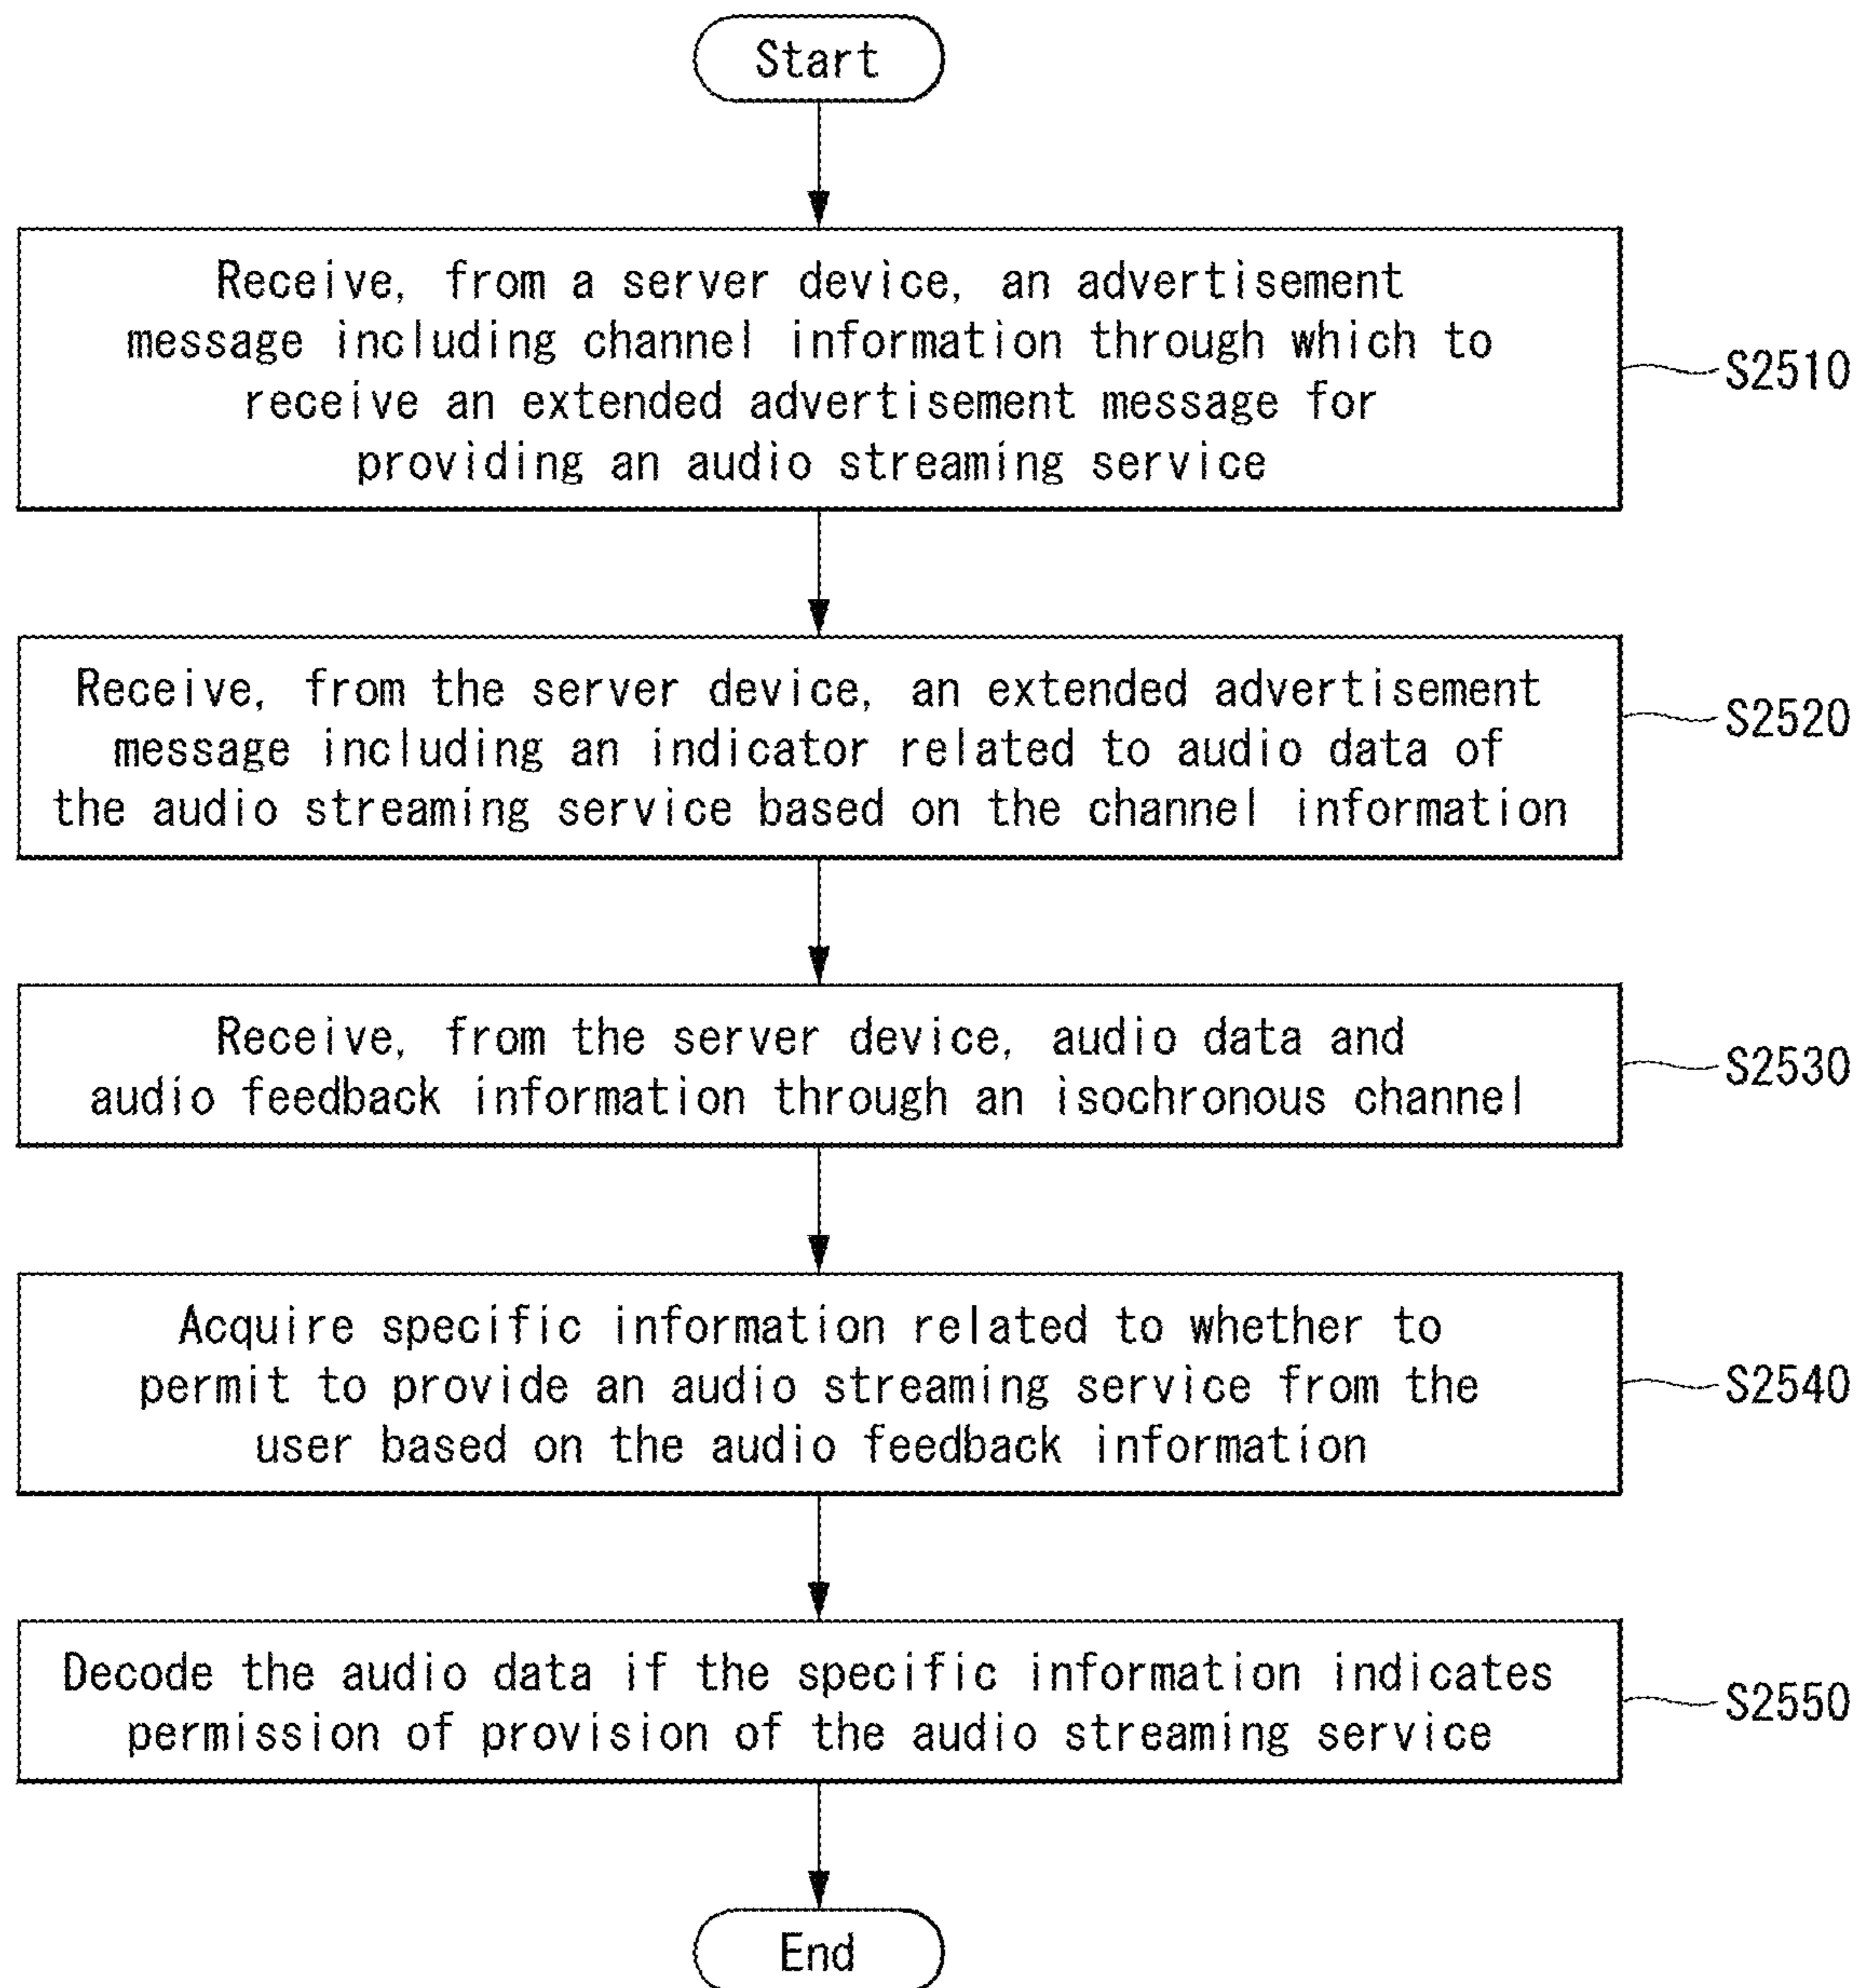 Start
Receive, from a server device, an advertisement
message including channel information through which to
receive an extended advertisement message for
providing an audio streaming service
S2510
Receive, from the server device, an extended advertisement
message including an indicator related to audio data of
the audio streaming service based on the channel information
S2520
Receive, from the server device, audio data and
audio feedback information through an isochronous channel
S2530
Acquire specific information related to whether to
permit to provide an audio streaming service from the
user based on the audio feedback information
S2540
Decode the audio data if the specific information indicates
permission of provision of the audio streaming service
S2550
End